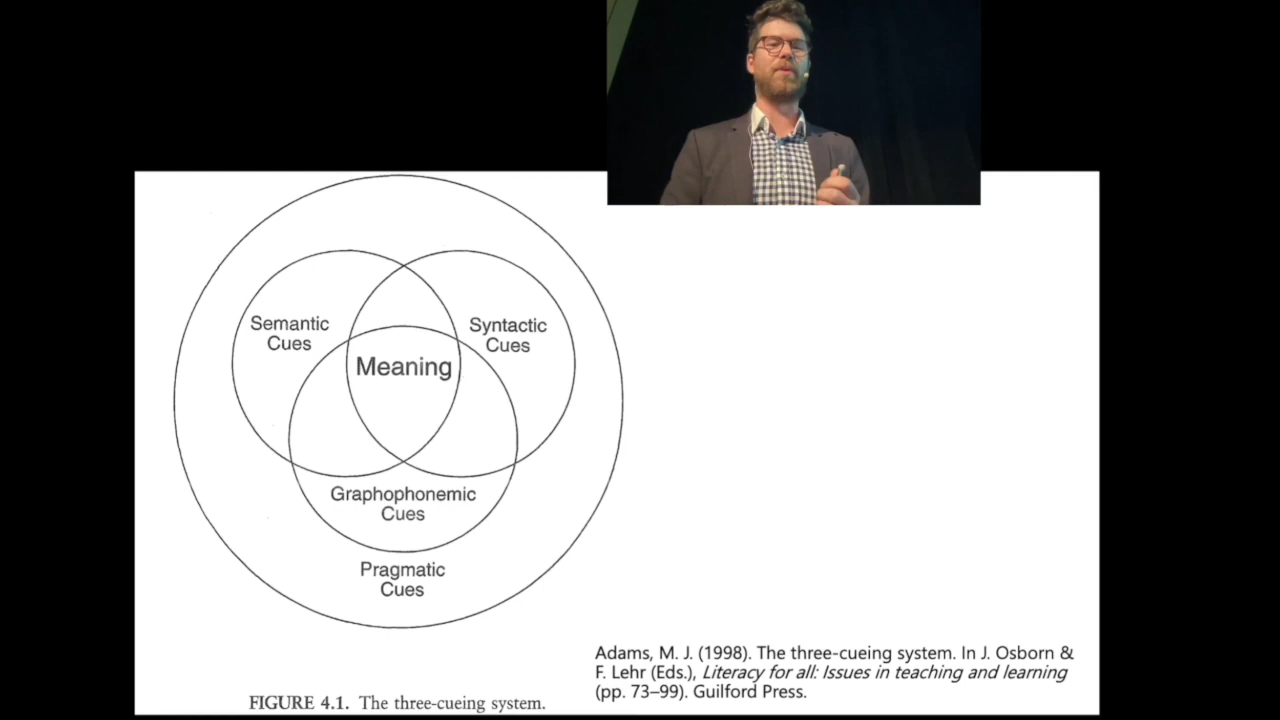 Semantic
Cues
Syntactic
Cues
Meaning
Graphophonemic
Cues
Pragmatic
Cues
Adams, M. J. (1998). The three-cueing system. In J. Osborn &
F. Lehr (Eds.), Literacy for all: Issues in teaching and learning
(pp. 73–99). Guilford Press.
FIGURE 4.1. The three-cueing system.